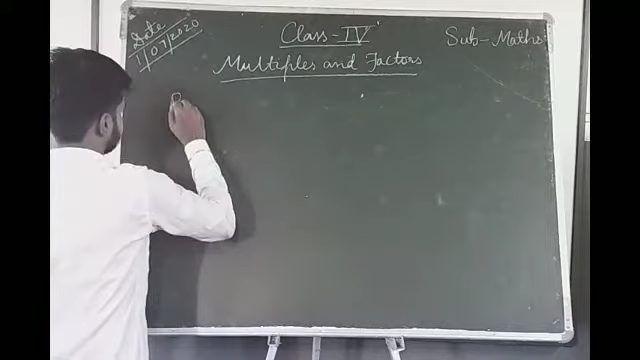 Date
1/07/2020
Class-IV
Sub-Maths
Multiples and Factors